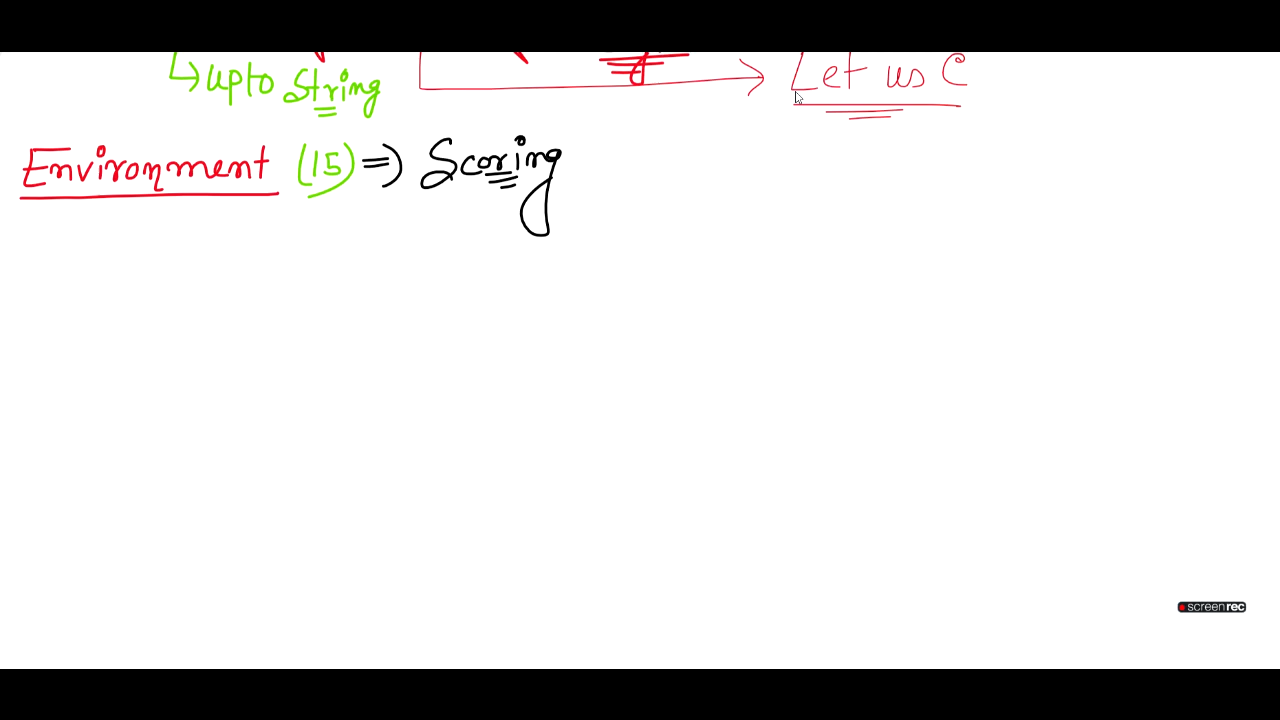 ↳ upto String
Let us C
Environment (15) ⇒ Scoring
screenrec